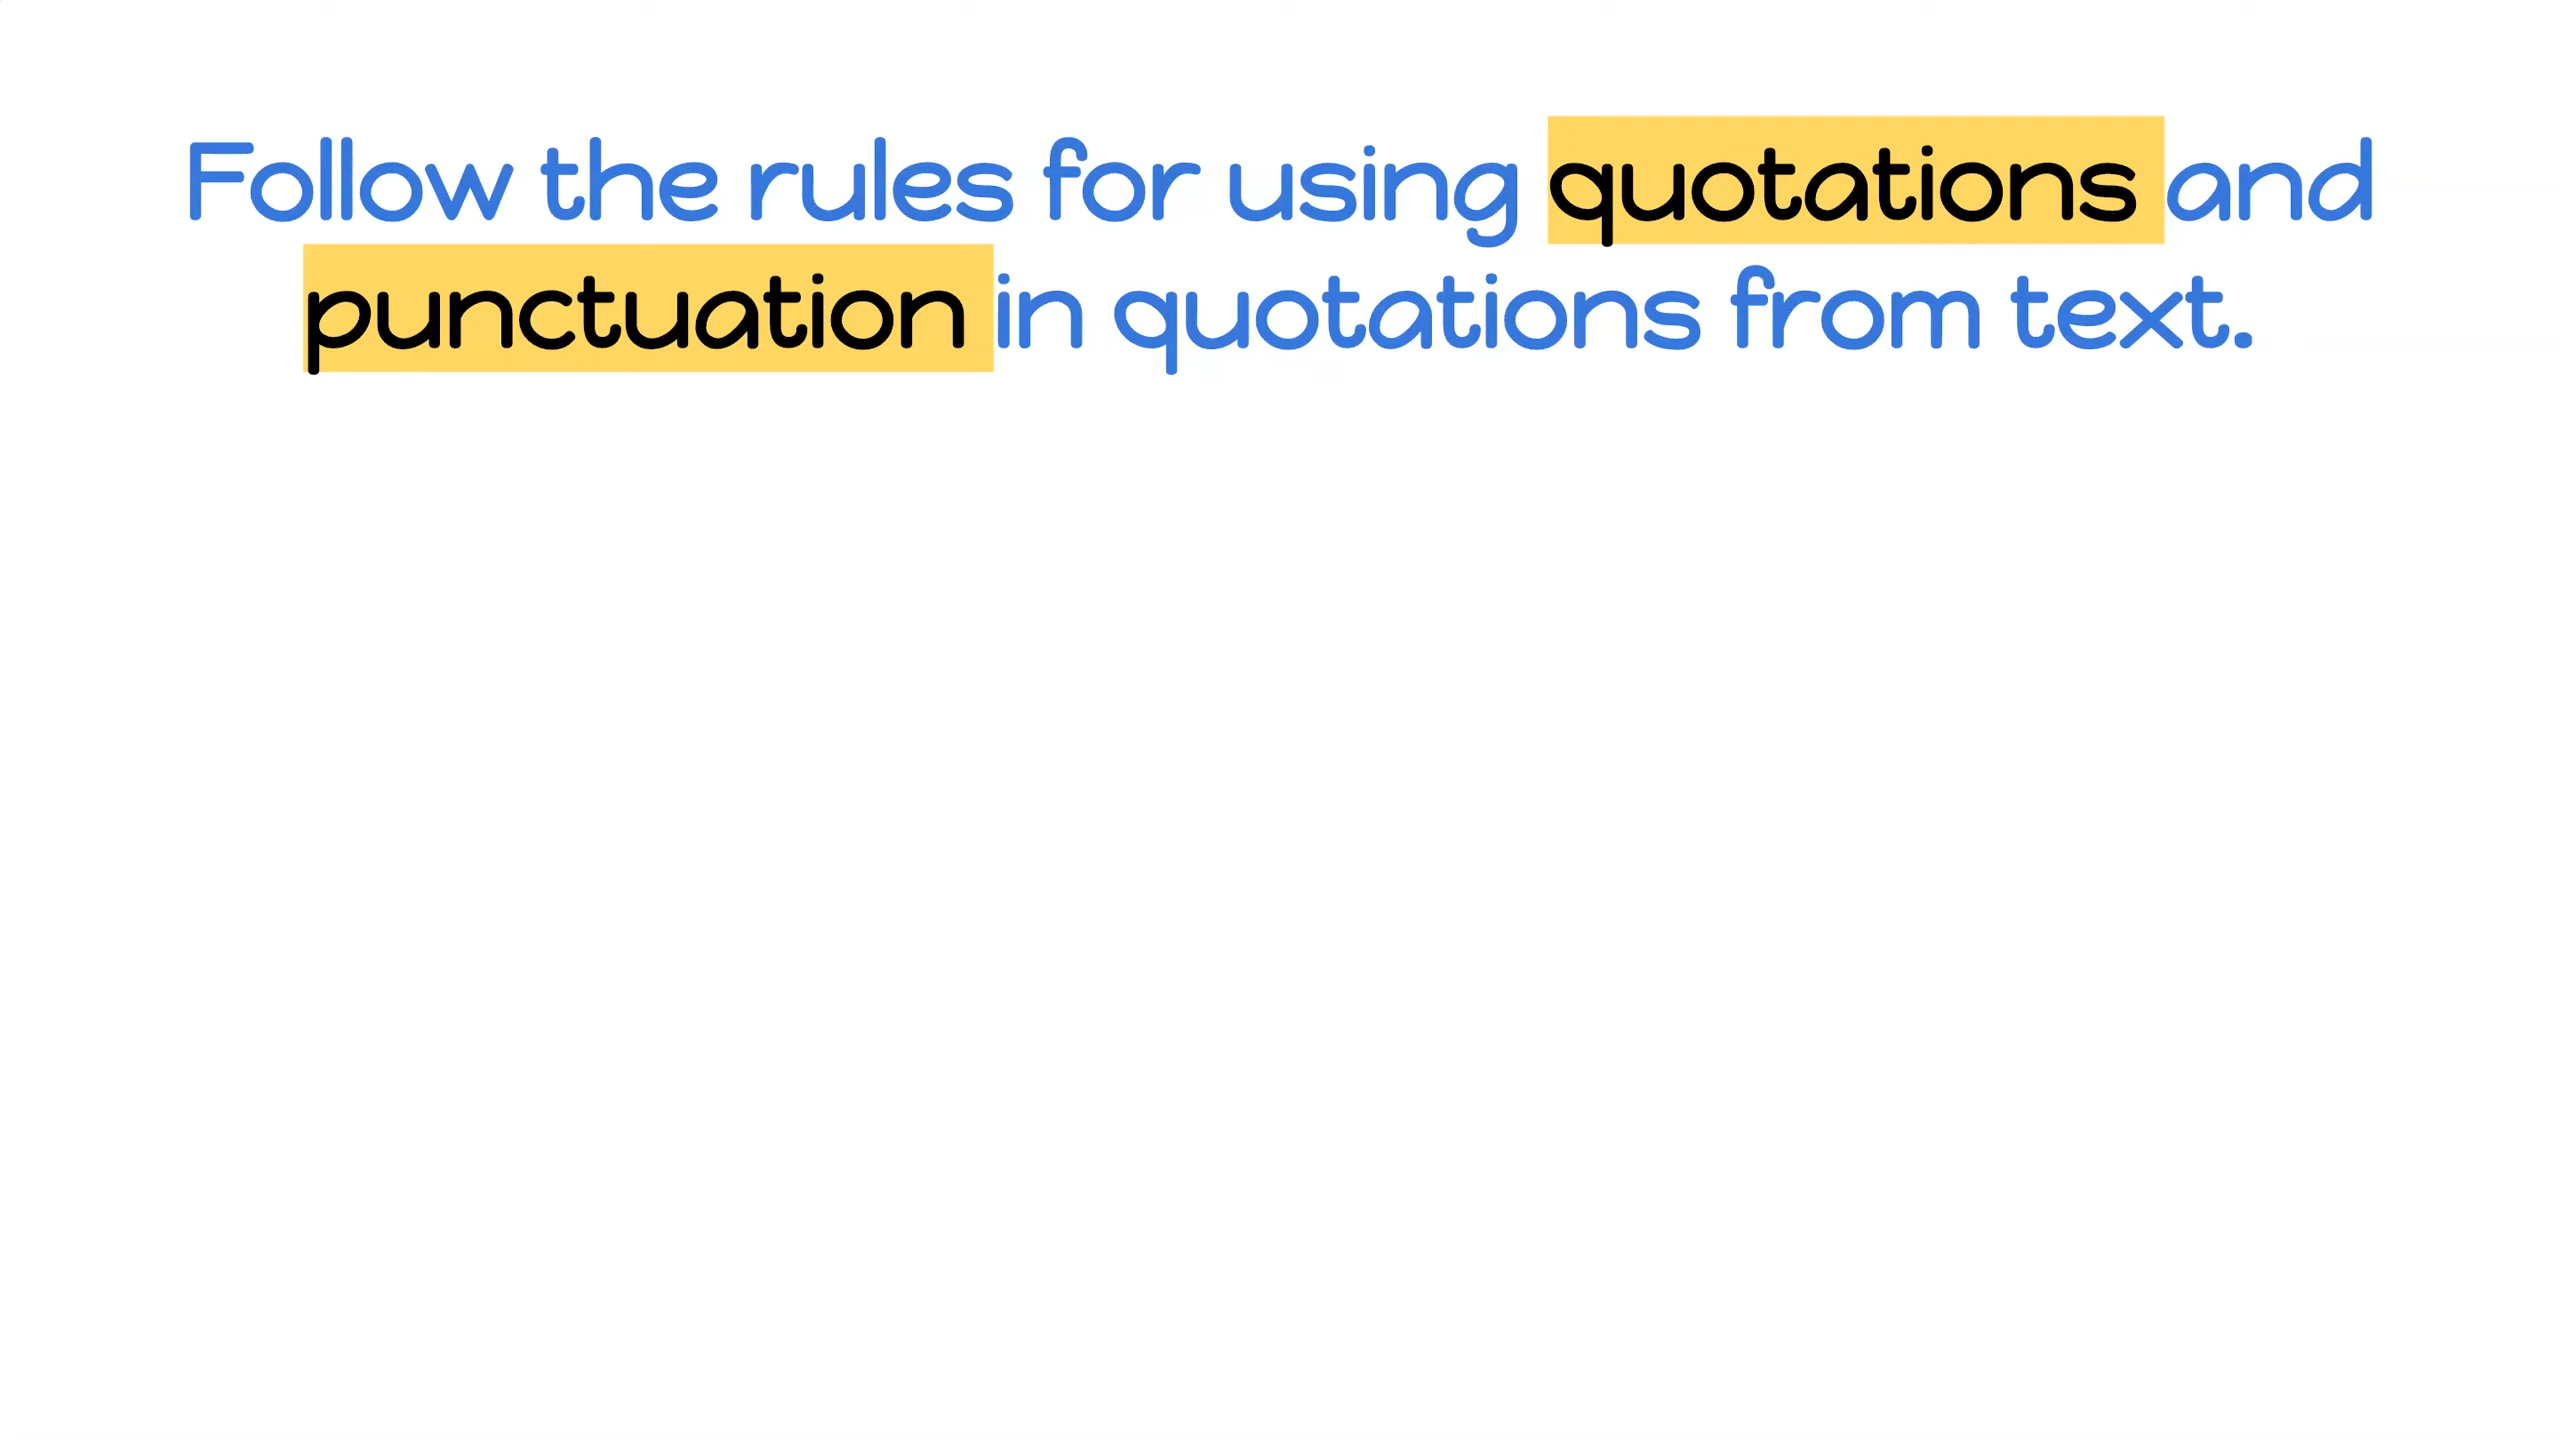 Follow the rules for using quotations and
punctuation in quotations from text.